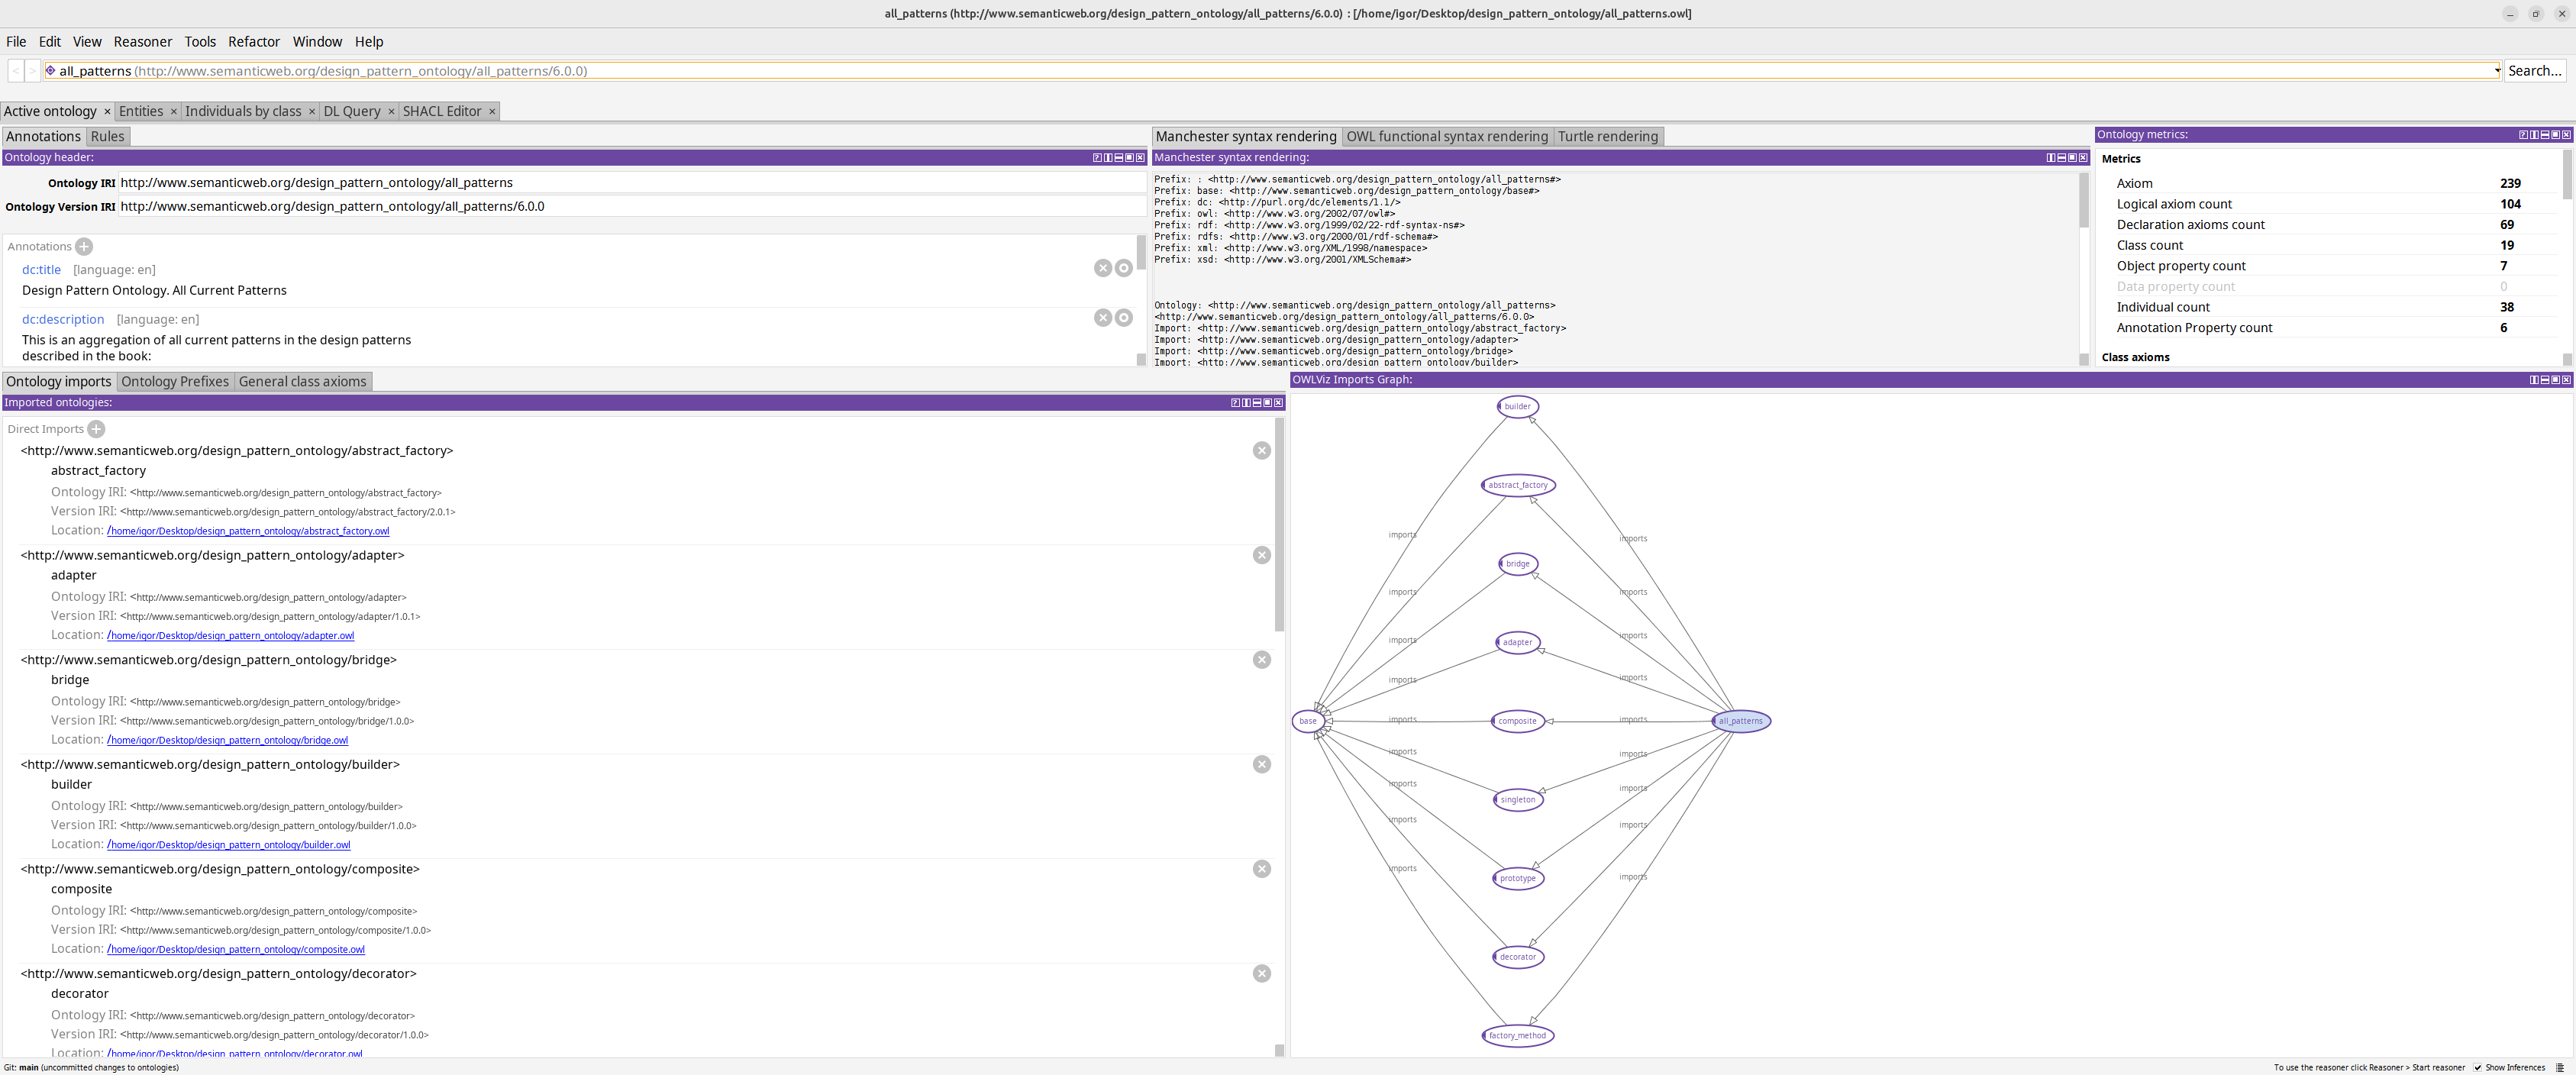 all_patterns (http://www.semanticweb.org/design_pattern_ontology/all_patterns/6.0.0) : [/home/igor/Desktop/design_pattern_ontology/all_patterns.owl]
File Edit View Reasoner Tools Refactor Window Help
< > all_patterns (http://www.semanticweb.org/design_pattern_ontology/all_patterns/6.0.0) Search...
Active ontology × Entities × Individuals by class × DL Query × SHACL Editor ×
Annotations Rules
Ontology header:
Ontology IRI http://www.semanticweb.org/design_pattern_ontology/all_patterns
Ontology Version IRI http://www.semanticweb.org/design_pattern_ontology/all_patterns/6.0.0
Annotations
dc:title [language: en]
Design Pattern Ontology. All Current Patterns
dc:description [language: en]
This is an aggregation of all current patterns in the design patterns
described in the book:
Manchester syntax rendering OWL functional syntax rendering Turtle rendering
Manchester syntax rendering:
Prefix: : <http://www.semanticweb.org/design_pattern_ontology/all_patterns#>
Prefix: base: <http://www.semanticweb.org/design_pattern_ontology/base#>
Prefix: dc: <http://purl.org/dc/elements/1.1/>
Prefix: owl: <http://www.w3.org/2002/07/owl#>
Prefix: rdf: <http://www.w3.org/1999/02/22-rdf-syntax-ns#>
Prefix: rdfs: <http://www.w3.org/2000/01/rdf-schema#>
Prefix: xml: <http://www.w3.org/XML/1998/namespace>
Prefix: xsd: <http://www.w3.org/2001/XMLSchema#>
Ontology: <http://www.semanticweb.org/design_pattern_ontology/all_patterns>
<http://www.semanticweb.org/design_pattern_ontology/all_patterns/6.0.0>
Import: <http://www.semanticweb.org/design_pattern_ontology/abstract_factory>
Import: <http://www.semanticweb.org/design_pattern_ontology/adapter>
Import: <http://www.semanticweb.org/design_pattern_ontology/bridge>
Import: <http://www.semanticweb.org/design_pattern_ontology/builder>
Ontology metrics:
Metrics
Axiom 239
Logical axiom count 104
Declaration axioms count 69
Class count 19
Object property count 7
Data property count 0
Individual count 38
Annotation Property count 6
Class axioms
Ontology imports Ontology Prefixes General class axioms
Imported ontologies:
Direct Imports
<http://www.semanticweb.org/design_pattern_ontology/abstract_factory>
abstract_factory
Ontology IRI: <http://www.semanticweb.org/design_pattern_ontology/abstract_factory>
Version IRI: <http://www.semanticweb.org/design_pattern_ontology/abstract_factory/2.0.1>
Location: /home/igor/Desktop/design_pattern_ontology/abstract_factory.owl
<http://www.semanticweb.org/design_pattern_ontology/adapter>
adapter
Ontology IRI: <http://www.semanticweb.org/design_pattern_ontology/adapter>
Version IRI: <http://www.semanticweb.org/design_pattern_ontology/adapter/1.0.1>
Location: /home/igor/Desktop/design_pattern_ontology/adapter.owl
<http://www.semanticweb.org/design_pattern_ontology/bridge>
bridge
Ontology IRI: <http://www.semanticweb.org/design_pattern_ontology/bridge>
Version IRI: <http://www.semanticweb.org/design_pattern_ontology/bridge/1.0.0>
Location: /home/igor/Desktop/design_pattern_ontology/bridge.owl
<http://www.semanticweb.org/design_pattern_ontology/builder>
builder
Ontology IRI: <http://www.semanticweb.org/design_pattern_ontology/builder>
Version IRI: <http://www.semanticweb.org/design_pattern_ontology/builder/1.0.0>
Location: /home/igor/Desktop/design_pattern_ontology/builder.owl
<http://www.semanticweb.org/design_pattern_ontology/composite>
composite
Ontology IRI: <http://www.semanticweb.org/design_pattern_ontology/composite>
Version IRI: <http://www.semanticweb.org/design_pattern_ontology/composite/1.0.0>
Location: /home/igor/Desktop/design_pattern_ontology/composite.owl
<http://www.semanticweb.org/design_pattern_ontology/decorator>
decorator
Ontology IRI: <http://www.semanticweb.org/design_pattern_ontology/decorator>
Version IRI: <http://www.semanticweb.org/design_pattern_ontology/decorator/1.0.0>
Location: /home/igor/Desktop/design_pattern_ontology/decorator.owl
OWLViz Imports Graph:
builder
abstract_factory
imports imports
bridge
imports imports
imports imports
adapter
imports imports
base imports composite imports all_patterns
imports imports
imports imports
singleton
imports imports
imports imports
prototype
decorator
factory_method
Git: main (uncommitted changes to ontologies)
To use the reasoner click Reasoner > Start reasoner Show Inferences